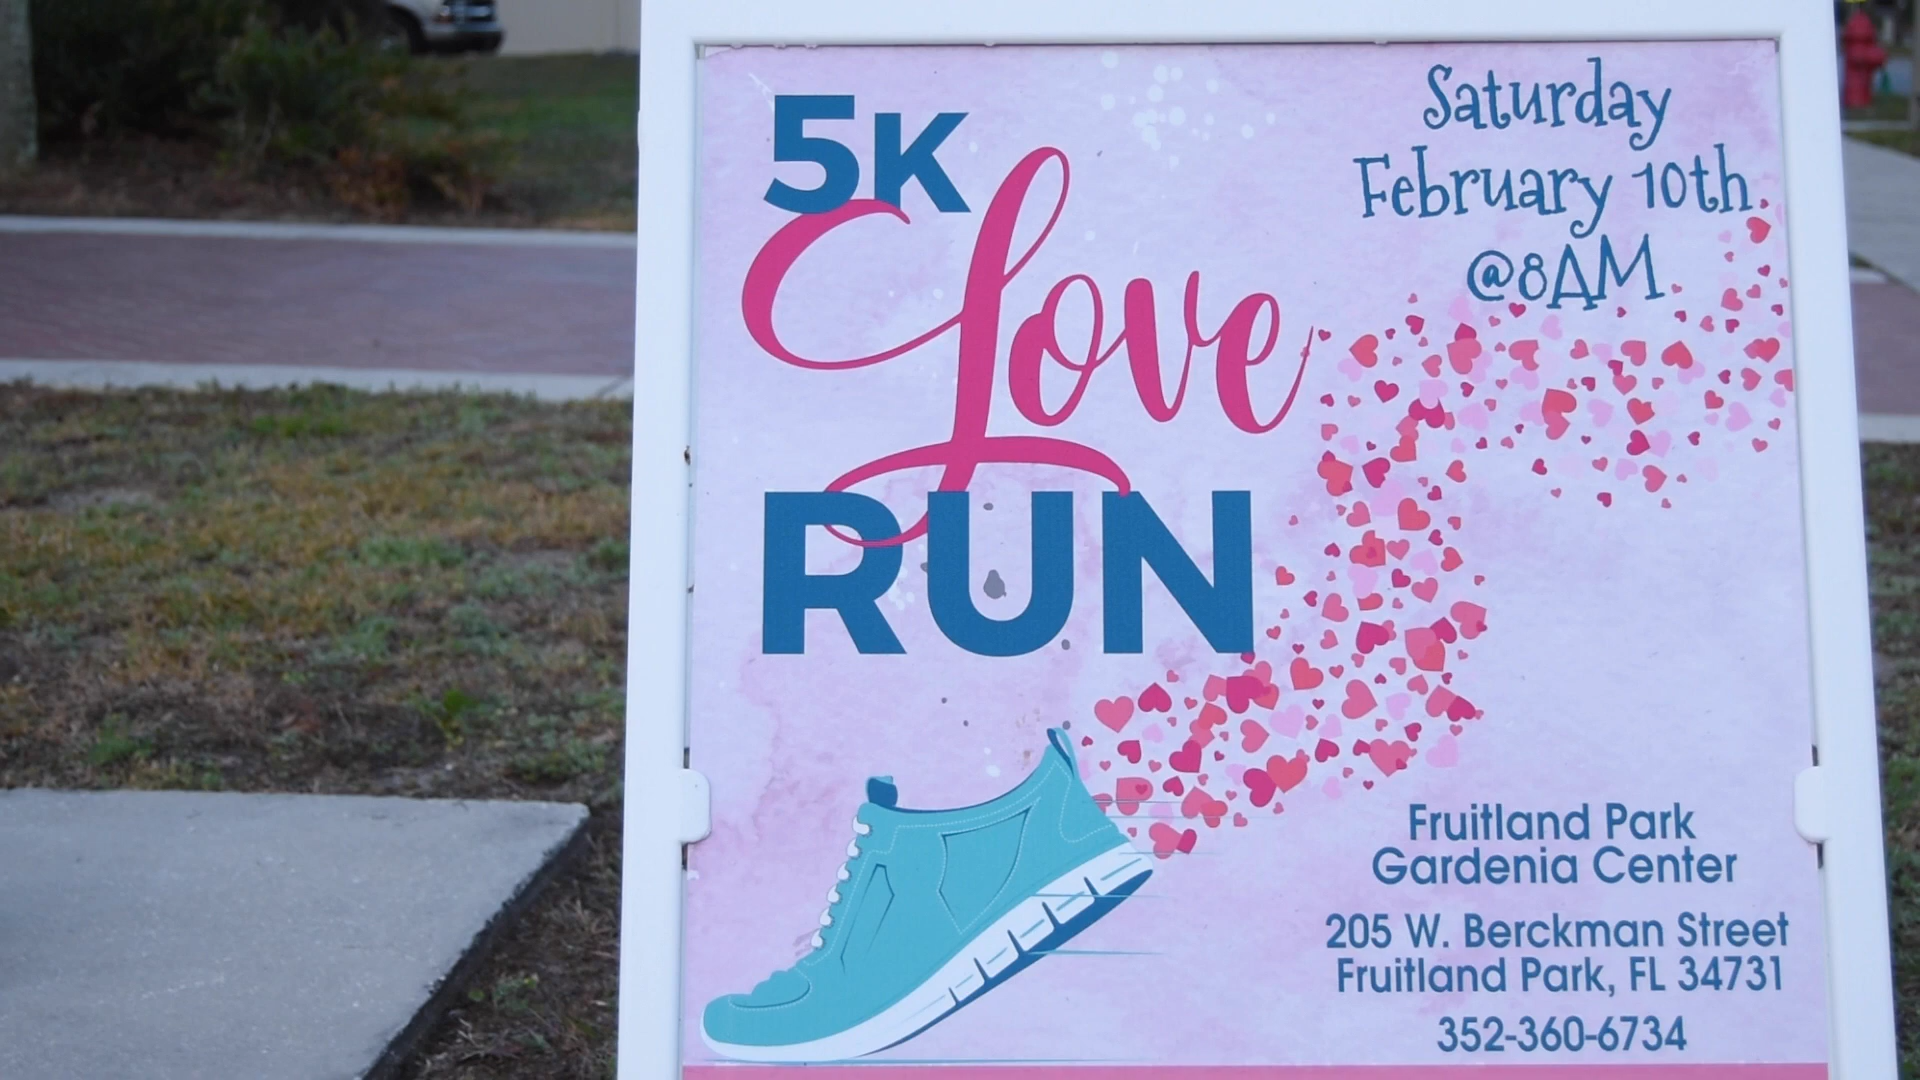 5K
Love
RUN
Saturday
February 10th
@8AM
Fruitland Park
Gardenia Center
205 W. Berckman Street
Fruitland Park, FL 34731
352-360-6734